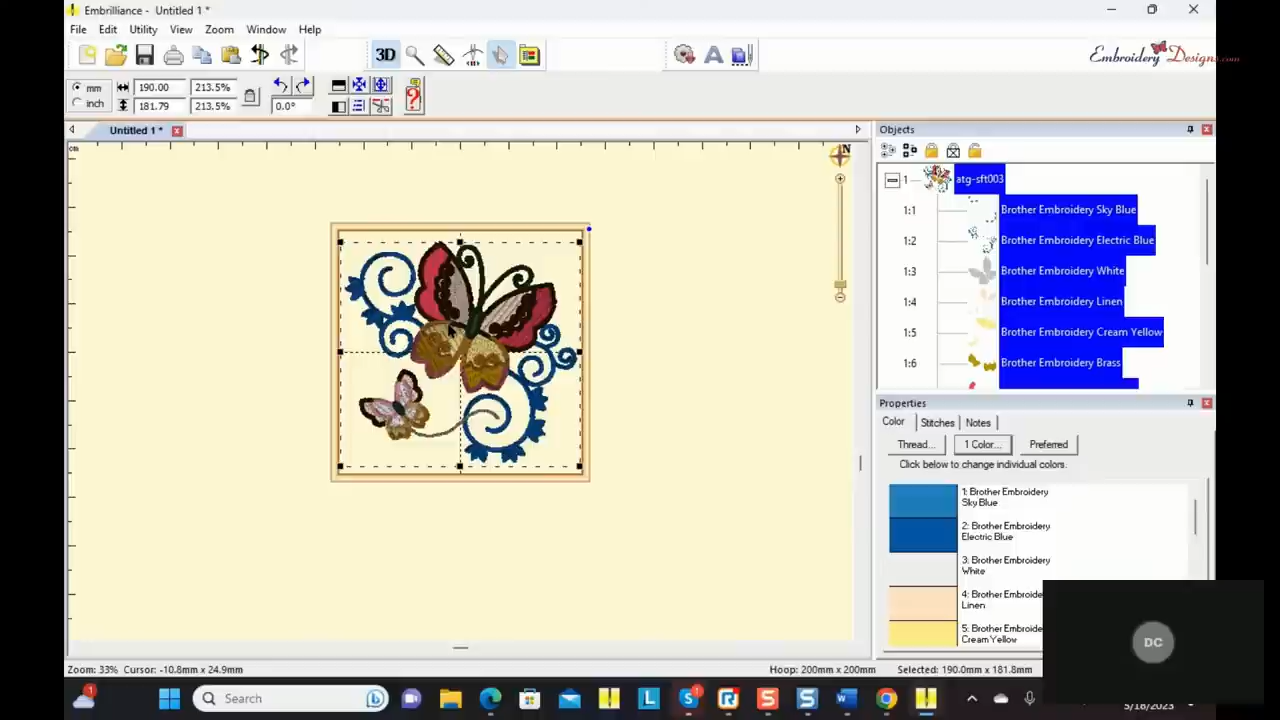 Embrilliance - Untitled 1 *
File Edit Utility View Zoom Window Help
3D
A
Embroidery Designs.com
mm 190.00 213.5%
inch 181.79 213.5% 0.0°
Untitled 1 *
Objects
cm
N
1 atg-sft003
1:1 Brother Embroidery Sky Blue
1:2 Brother Embroidery Electric Blue
1:3 Brother Embroidery White
1:4 Brother Embroidery Linen
1:5 Brother Embroidery Cream Yellow
1:6 Brother Embroidery Brass
Properties
Color Stitches Notes
Thread... 1 Color... Preferred
Click below to change individual colors.
1: Brother Embroidery
Sky Blue
2: Brother Embroidery
Electric Blue
3: Brother Embroidery
White
4: Brother Embroide
Linen
5: Brother Embroide
Cream Yellow
DC
Zoom: 33% Cursor: -10.8mm x 24.9mm Hoop: 200mm x 200mm Selected: 190.0mm x 181.8mm
Search
5/18/2023